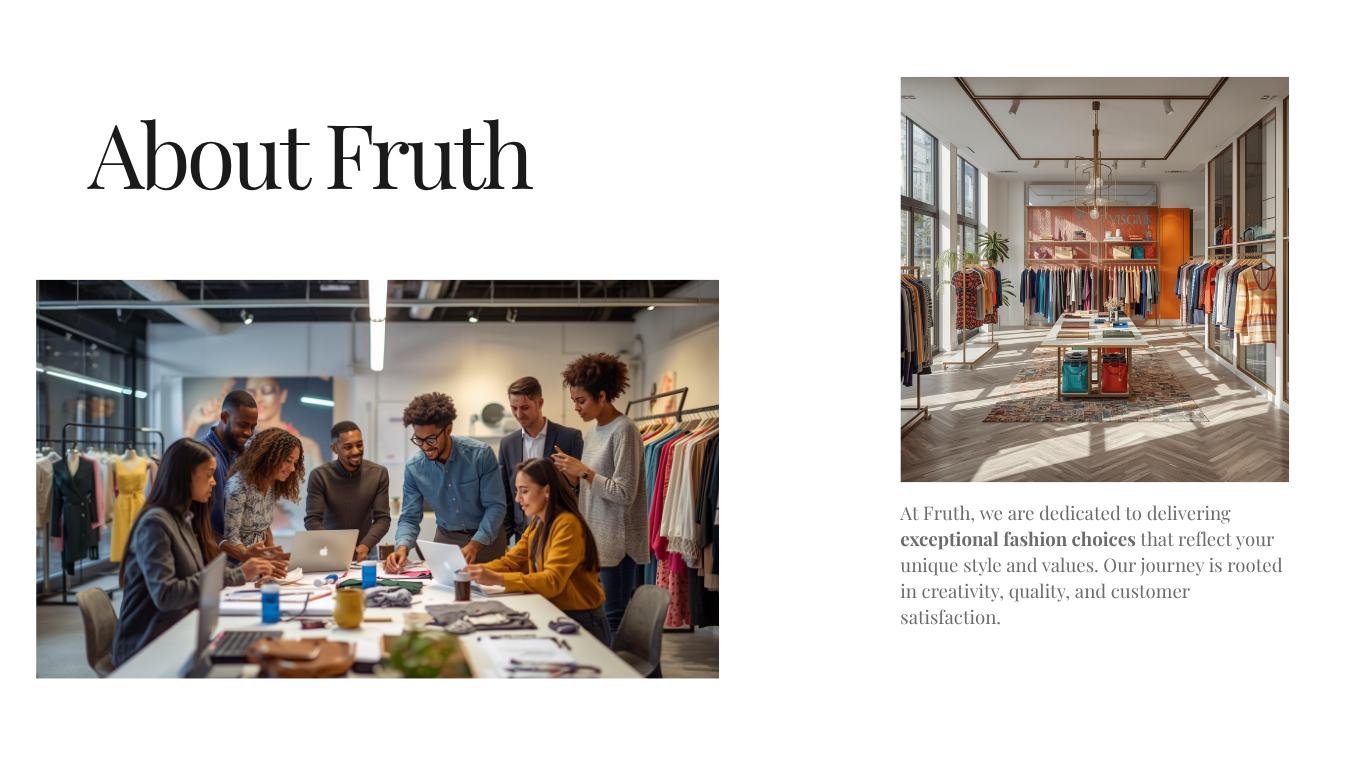 About Fruth
At Fruth, we are dedicated to delivering
exceptional fashion choices that reflect your
unique style and values. Our journey is rooted
in creativity, quality, and customer
satisfaction.